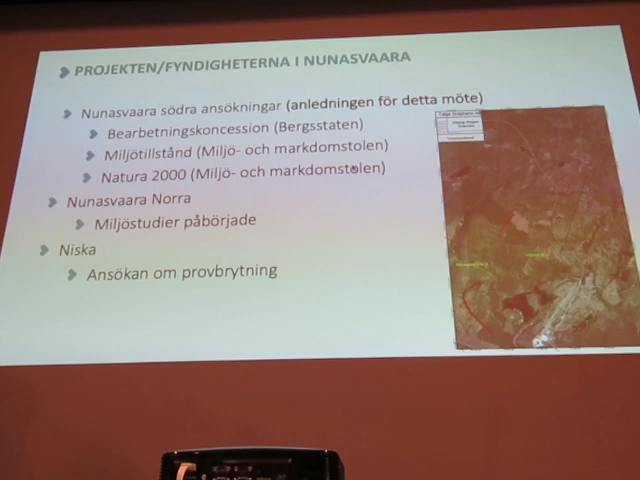 PROJEKTEN/FYNDIGHETERNA I NUNASVAARA
Nunasvaara södra ansökningar (anledningen för detta möte)
Bearbetningskoncession (Bergsstaten)
Miljötillstånd (Miljö- och markdomstolen)
Natura 2000 (Miljö- och markdomstolen)
Nunasvaara Norra
Miljöstudier påbörjade
Niska
Ansökan om provbrytning